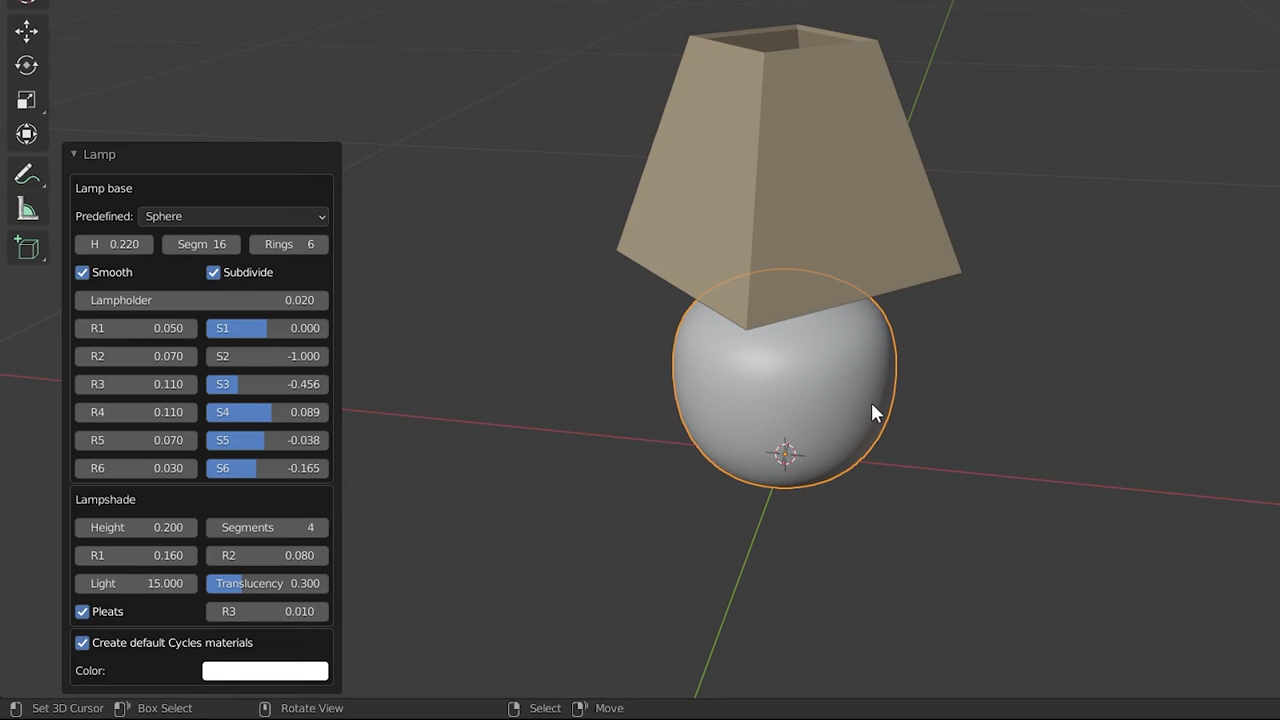 Lamp
Lamp base
Predefined: Sphere
H 0.220 Segm 16 Rings 6
Smooth Subdivide
Lampholder 0.020
R1 0.050 S1 0.000
R2 0.070 S2 -1.000
R3 0.110 S3 -0.456
R4 0.110 S4 0.089
R5 0.070 S5 -0.038
R6 0.030 S6 -0.165
Lampshade
Height 0.200 Segments 4
R1 0.160 R2 0.080
Light 15.000 Translucency 0.300
Pleats R3 0.010
Create default Cycles materials
Color:
Set 3D Cursor Box Select Rotate View Select Move